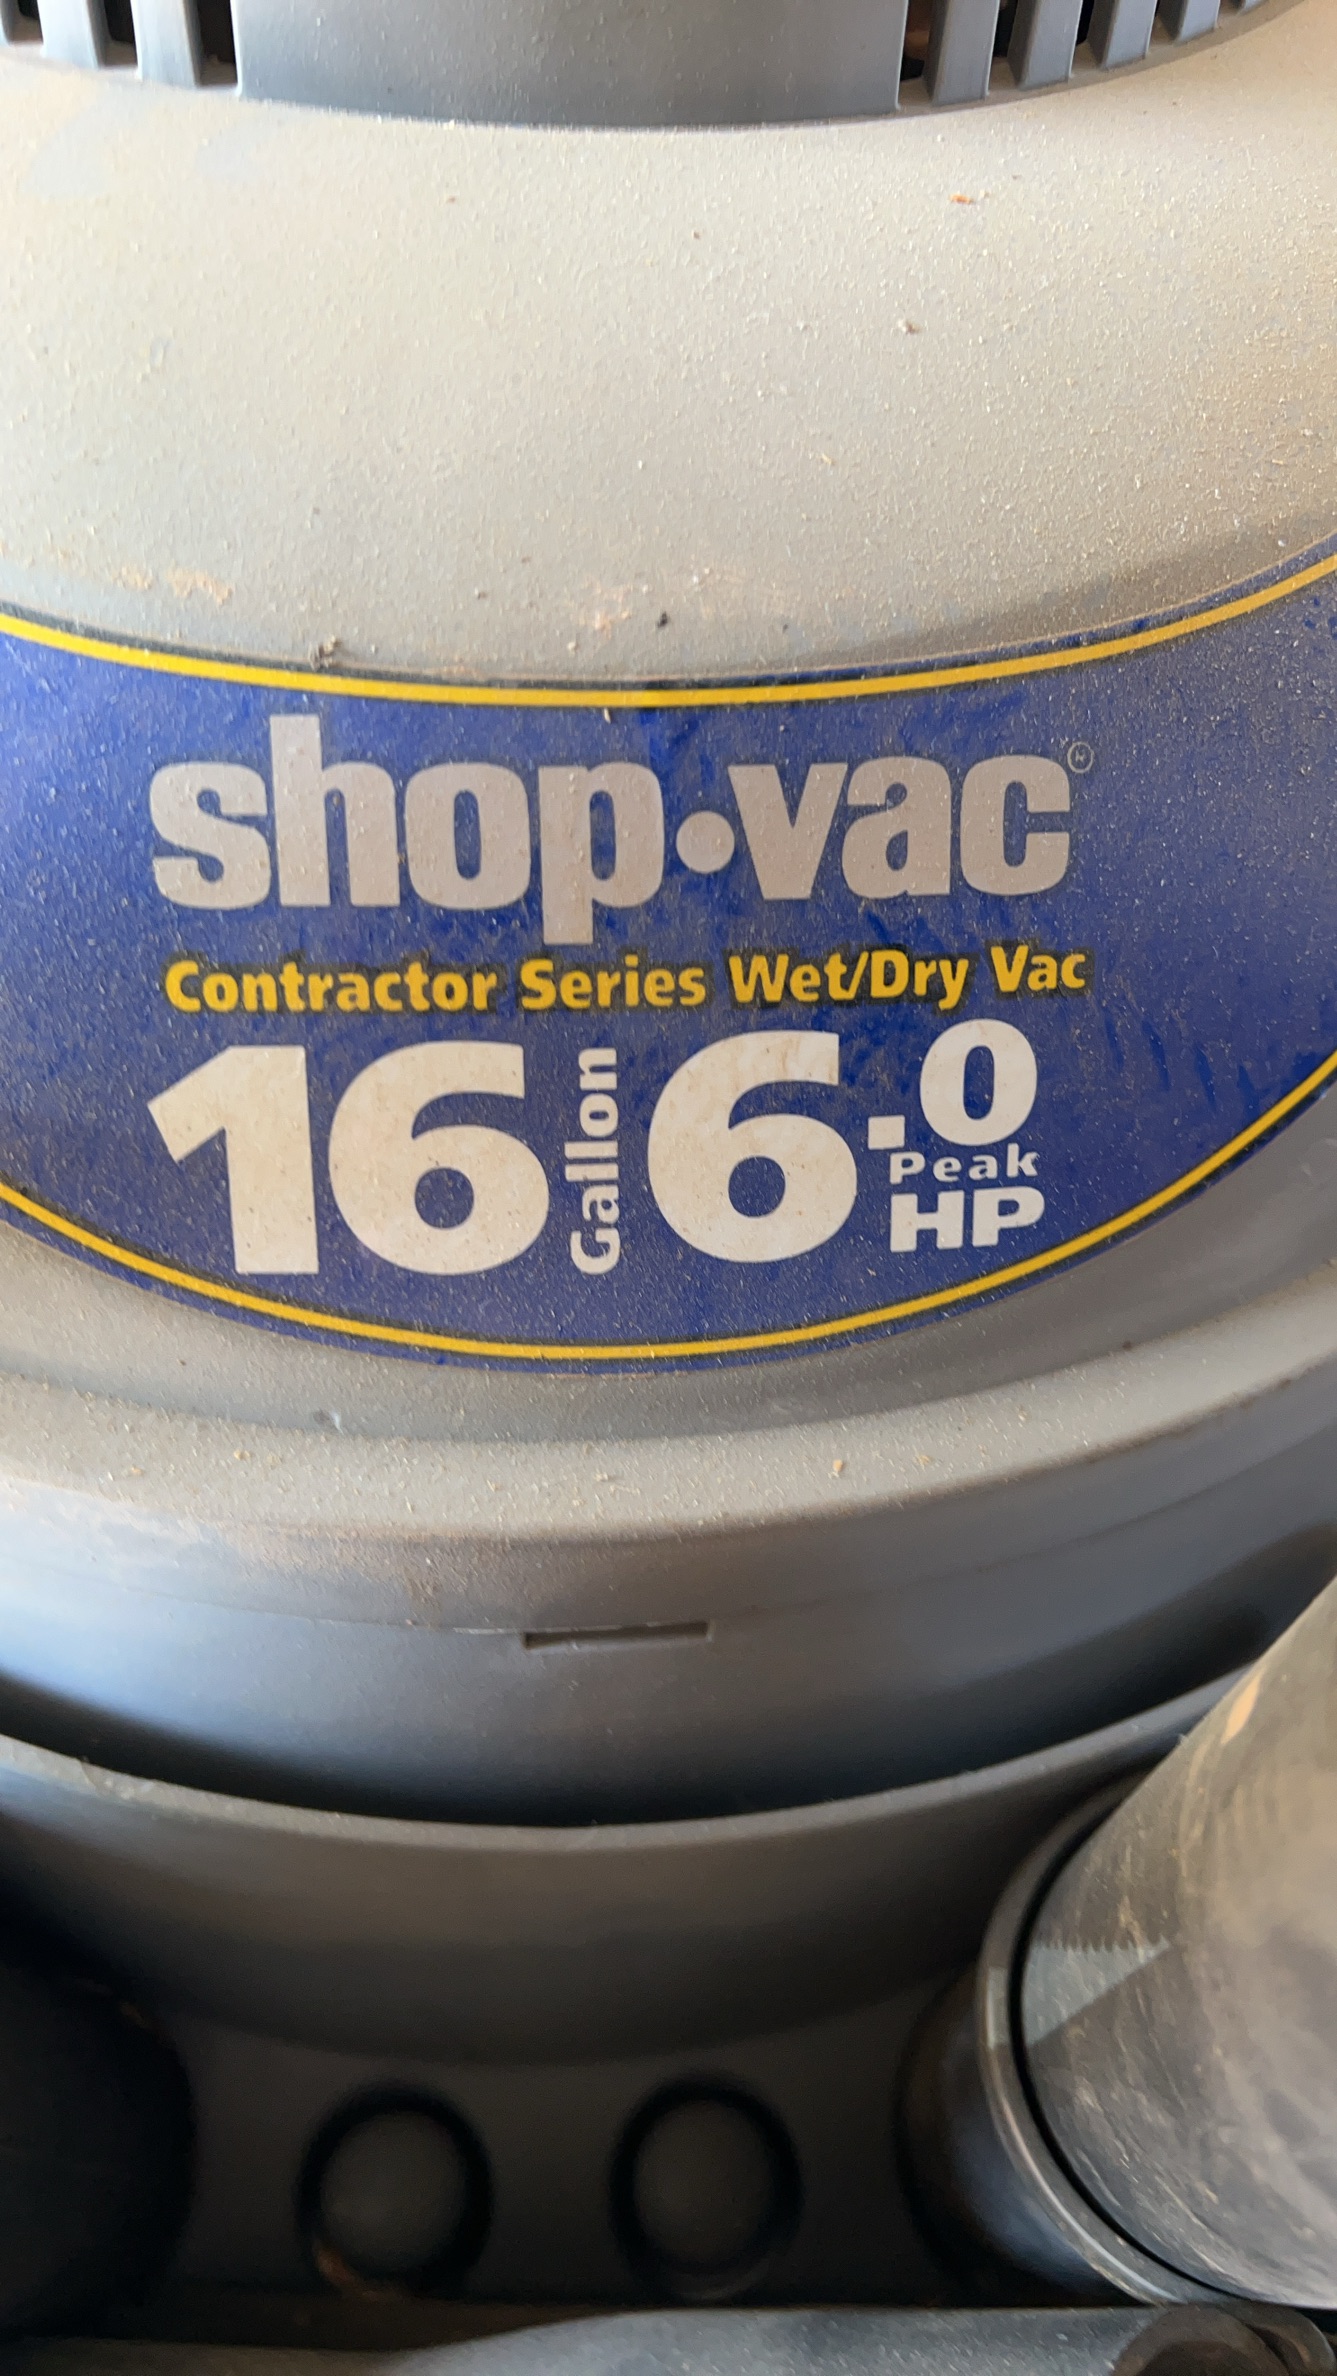 shop·vac®
Contractor Series Wet/Dry Vac
16 Gallon 6.0 Peak HP